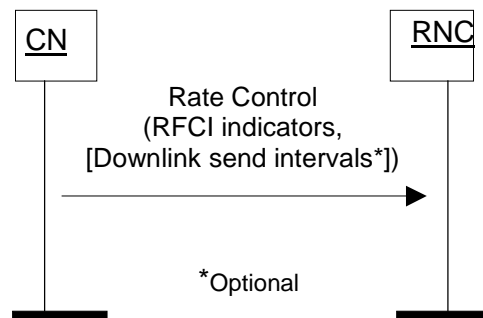 CN
RNC
Rate Control
(RFCI indicators,
[Downlink send intervals*])
*Optional